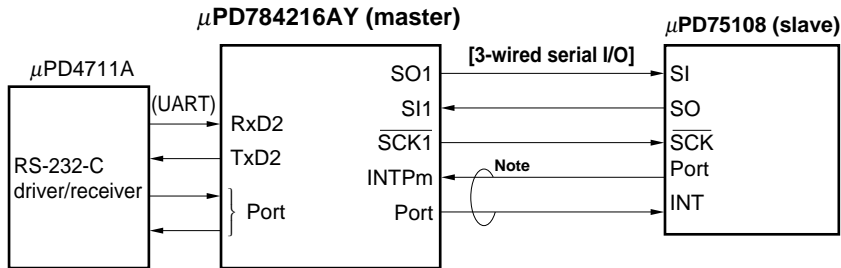 µPD784216AY (master)
µPD75108 (slave)
µPD4711A
[3-wired serial I/O]
SO1
SI
(UART)
SI1
SO
RxD2
SCK1
SCK
TxD2
Note
Port
RS-232-C
driver/receiver
INTPm
INT
Port
Port